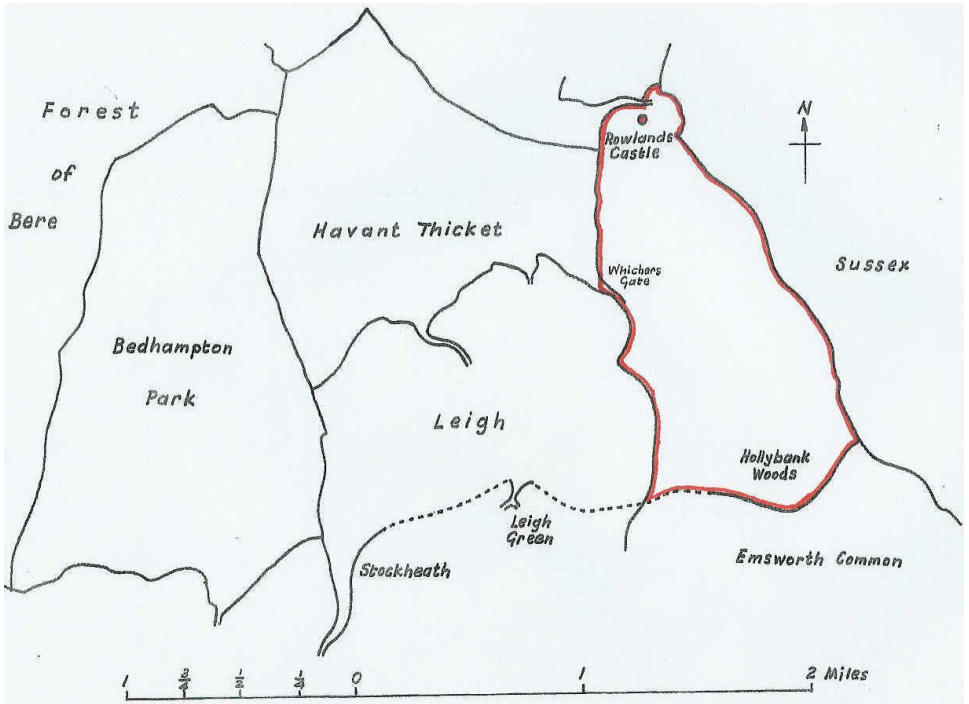 Forest
of
Bere
N
Rowlands
Castle
Havant Thicket
Sussex
Whichers
Gate
Bedhampton
Park
Leigh
Hollybank
Woods
Leigh
Green
Stockheath
Emsworth Common
1 3/4 1/2 1/4 0 1 2 Miles